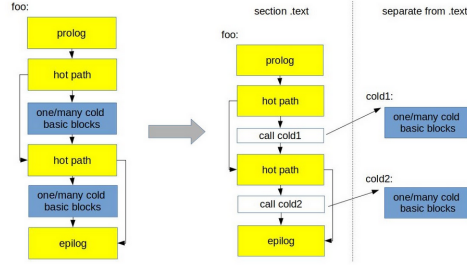 foo:
prolog
hot path
one/many cold
basic blocks
hot path
one/many cold
basic blocks
epilog
section .text
foo:
prolog
hot path
call cold1
hot path
call cold2
epilog
separate from .text
cold1:
one/many cold
basic blocks
cold2:
one/many cold
basic blocks